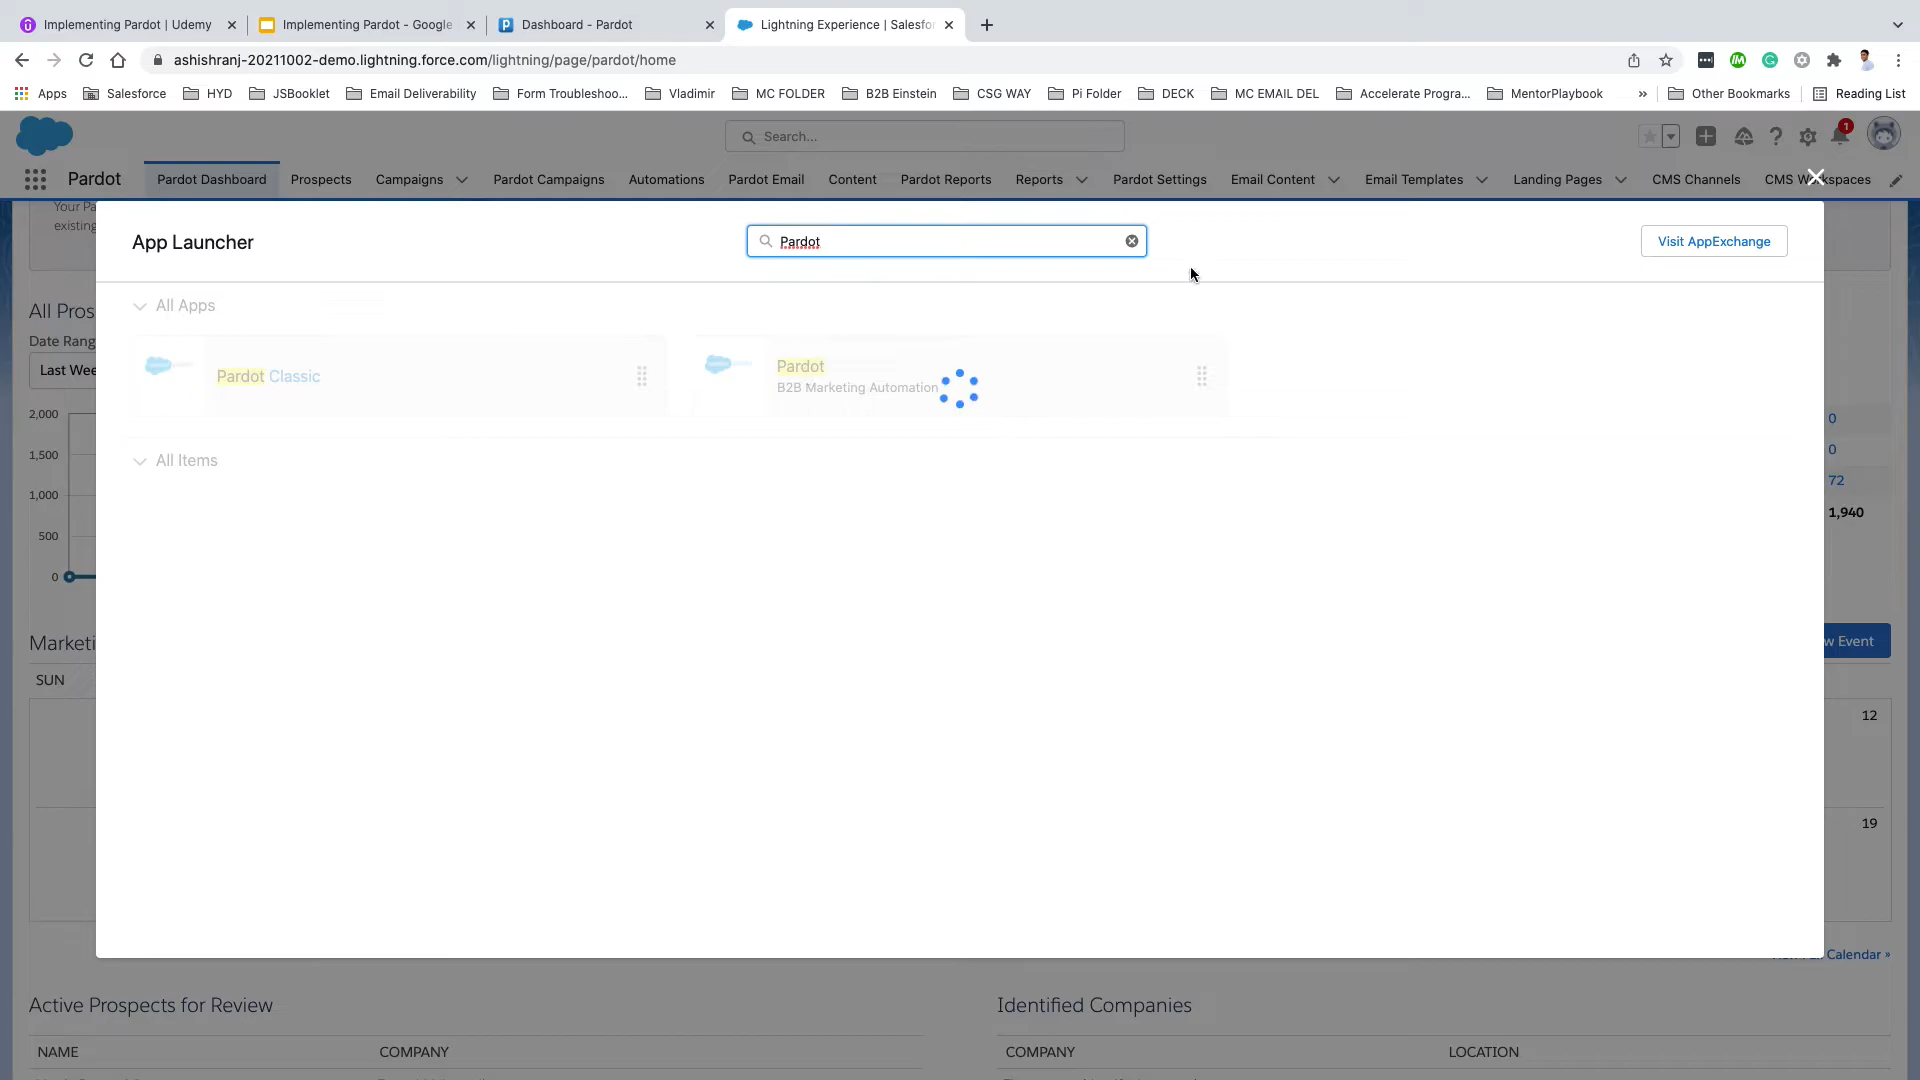 Implementing Pardot | Udemy
Implementing Pardot - Google
Dashboard - Pardot
Lightning Experience | Salesfo
ashishranj-20211002-demo.lightning.force.com/lightning/page/pardot/home
Apps Salesforce HYD JSBooklet Email Deliverability Form Troubleshoo... Vladimir MC FOLDER B2B Einstein CSG WAY Pi Folder DECK MC EMAIL DEL Accelerate Progra... MentorPlaybook » Other Bookmarks Reading List
Search...
1
Pardot Pardot Dashboard Prospects Campaigns Pardot Campaigns Automations Pardot Email Content Pardot Reports Reports Pardot Settings Email Content Email Templates Landing Pages CMS Channels CMS Workspaces
Your Pa
existing
App Launcher
Pardot
Visit AppExchange
All Apps
Pardot Classic
Pardot
B2B Marketing Automation
All Items
All Pros
Date Rang
Last Wee
2,000
1,500
1,000
500
0
0
0
72
1,940
Marketi
w Event
SUN
12
19
Calendar »
Active Prospects for Review
Identified Companies
NAME COMPANY
COMPANY LOCATION